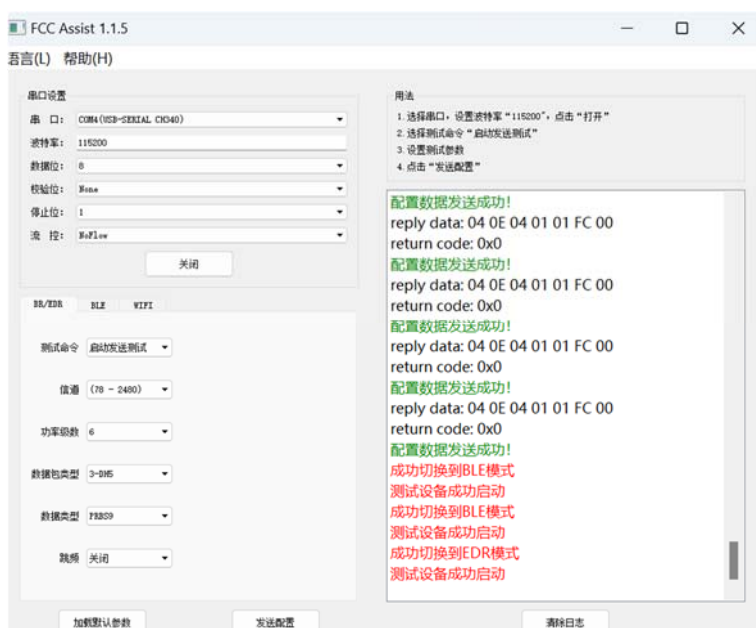 FCC Assist 1.1.5
语言(L) 帮助(H)
串口设置
串 口: COM4(USB-SERIAL CH340)
波特率: 115200
数据位: 8
校验位: None
停止位: 1
流 控: NoFlow
关闭
BR/EDR BLE WIFI
测试命令 启动发送测试
信道 (78 - 2480)
功率级数 6
数据包类型 3-DH5
数据类型 PRBS9
跳频 关闭
加载默认参数 发送配置
用法
1. 选择串口，设置波特率“115200”，点击“打开”
2. 选择测试命令“启动发送测试”
3. 设置测试参数
4. 点击“发送配置”
配置数据发送成功!
reply data: 04 0E 04 01 01 FC 00
return code: 0x0
配置数据发送成功!
reply data: 04 0E 04 01 01 FC 00
return code: 0x0
配置数据发送成功!
reply data: 04 0E 04 01 01 FC 00
return code: 0x0
配置数据发送成功!
reply data: 04 0E 04 01 01 FC 00
return code: 0x0
配置数据发送成功!
成功切换到BLE模式
测试设备成功启动
成功切换到BLE模式
测试设备成功启动
成功切换到EDR模式
测试设备成功启动
清除日志